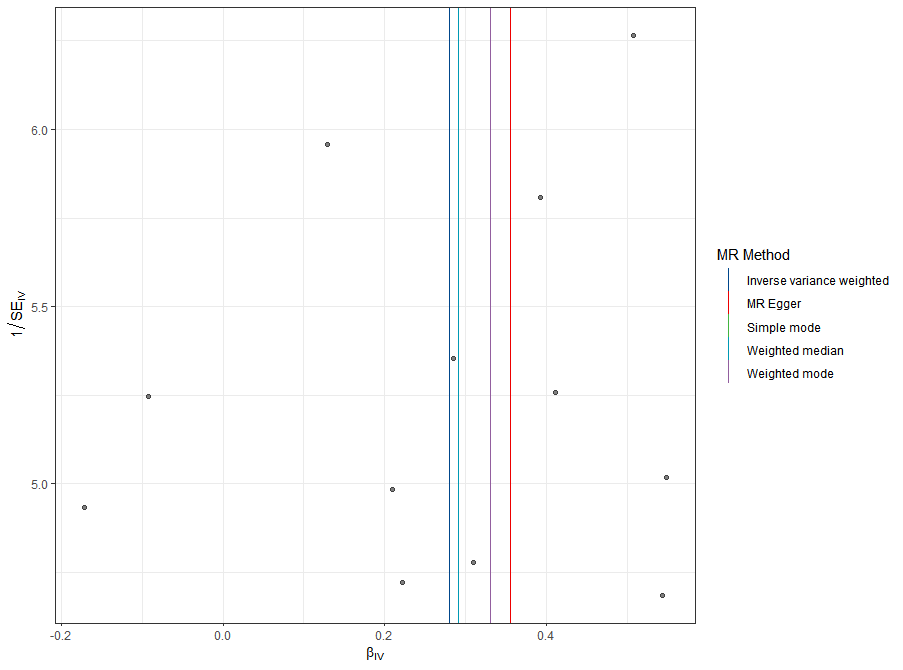 6.0
5.5
5.0
1/SE_IV
-0.2
0.0
0.2
0.4
β_IV
MR Method
Inverse variance weighted
MR Egger
Simple mode
Weighted median
Weighted mode